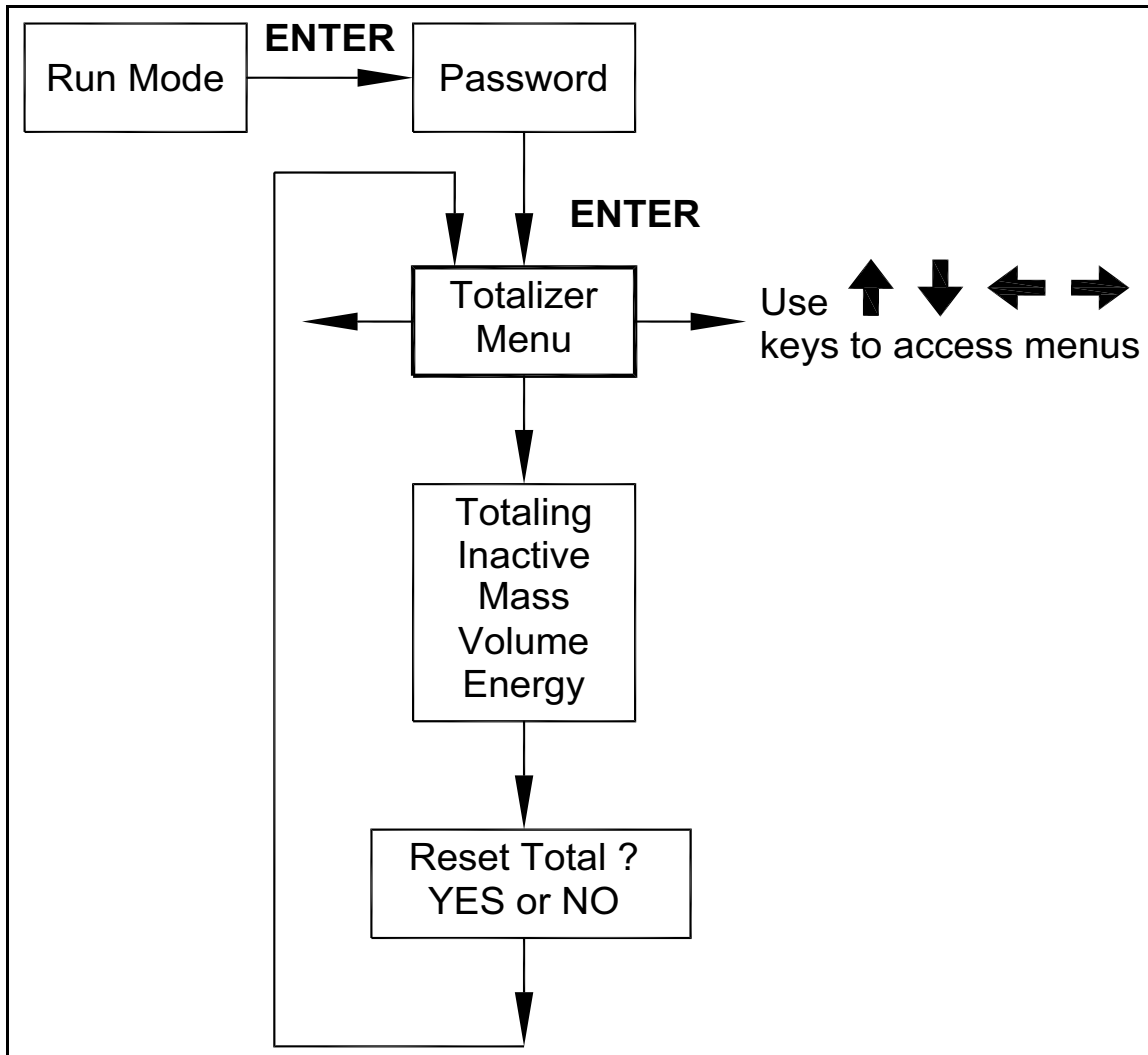 Run Mode
ENTER
Password
ENTER
Totalizer
Menu
Use
keys to access menus
Totaling
Inactive
Mass
Volume
Energy
Reset Total ?
YES or NO